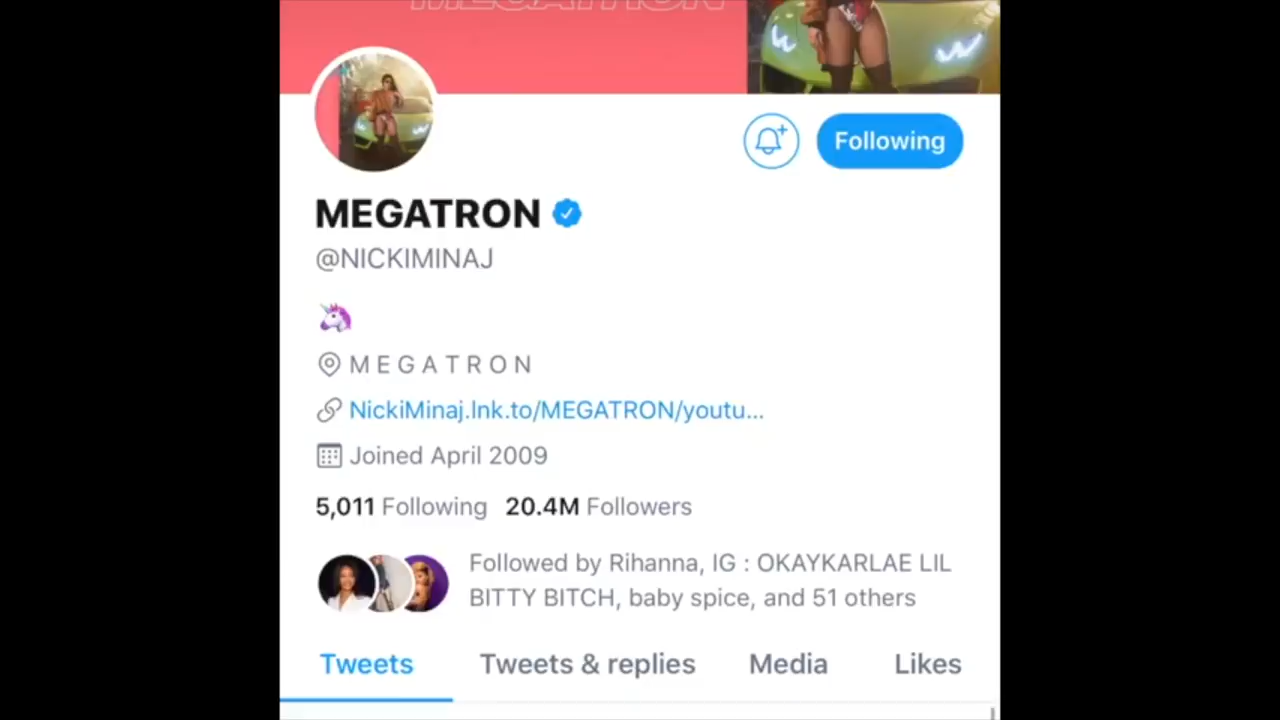 MEGATRON
Following
MEGATRON
@NICKIMINAJ
M E G A T R O N
NickiMinaj.lnk.to/MEGATRON/youtu...
Joined April 2009
5,011 Following 20.4M Followers
Followed by Rihanna, IG : OKAYKARLAE LIL
BITTY BITCH, baby spice, and 51 others
Tweets Tweets & replies Media Likes